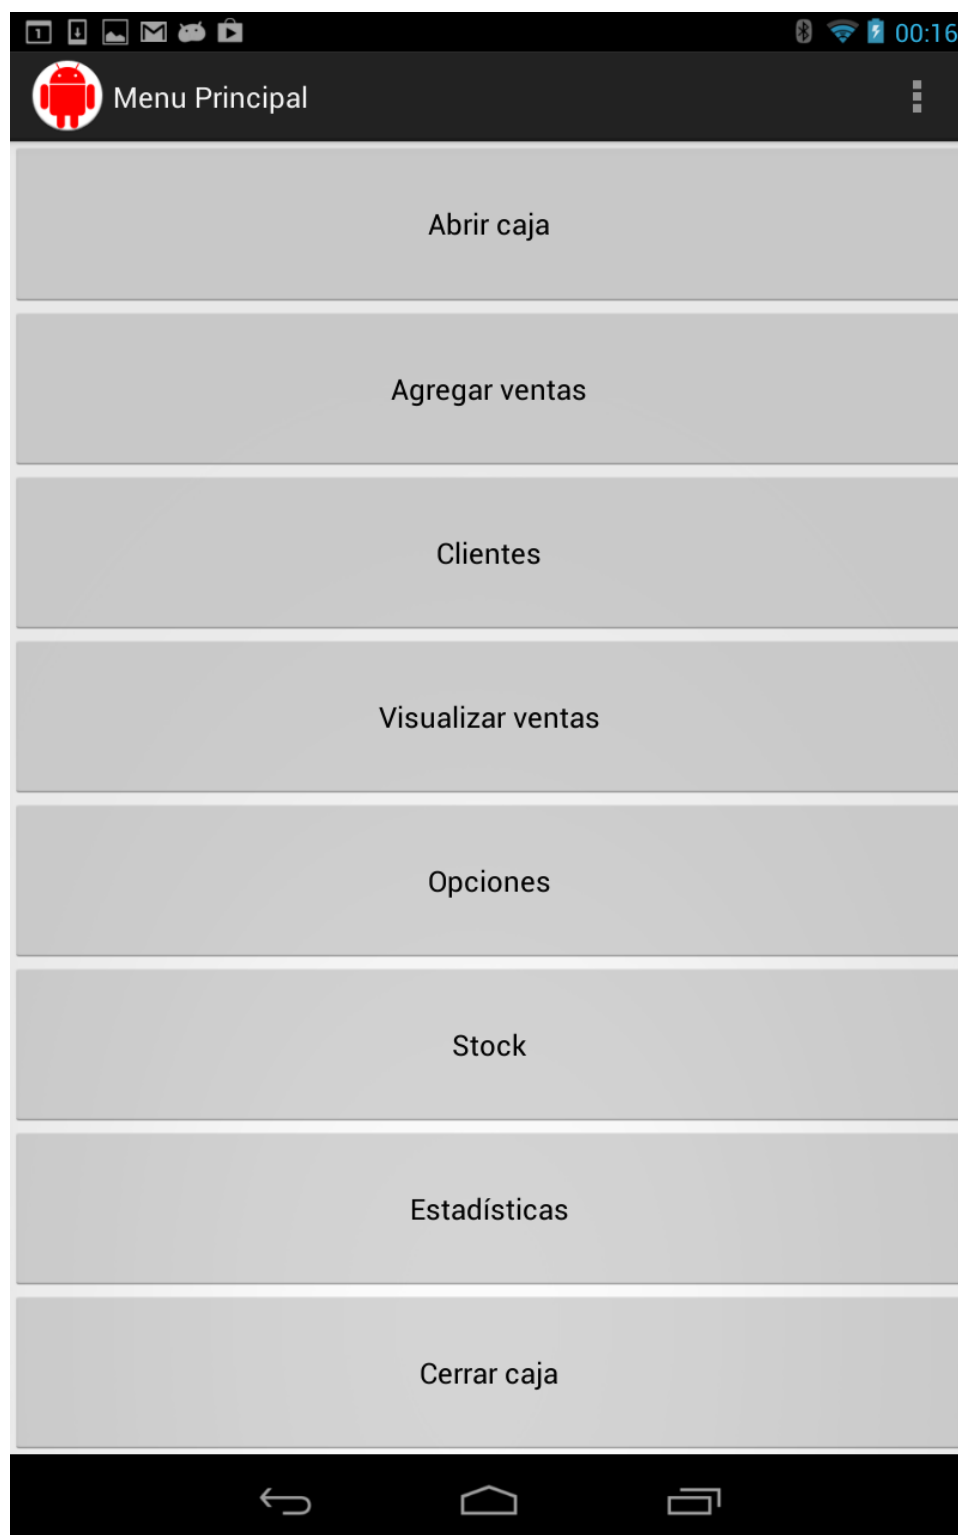 00:16
Menu Principal
Abrir caja
Agregar ventas
Clientes
Visualizar ventas
Opciones
Stock
Estadísticas
Cerrar caja